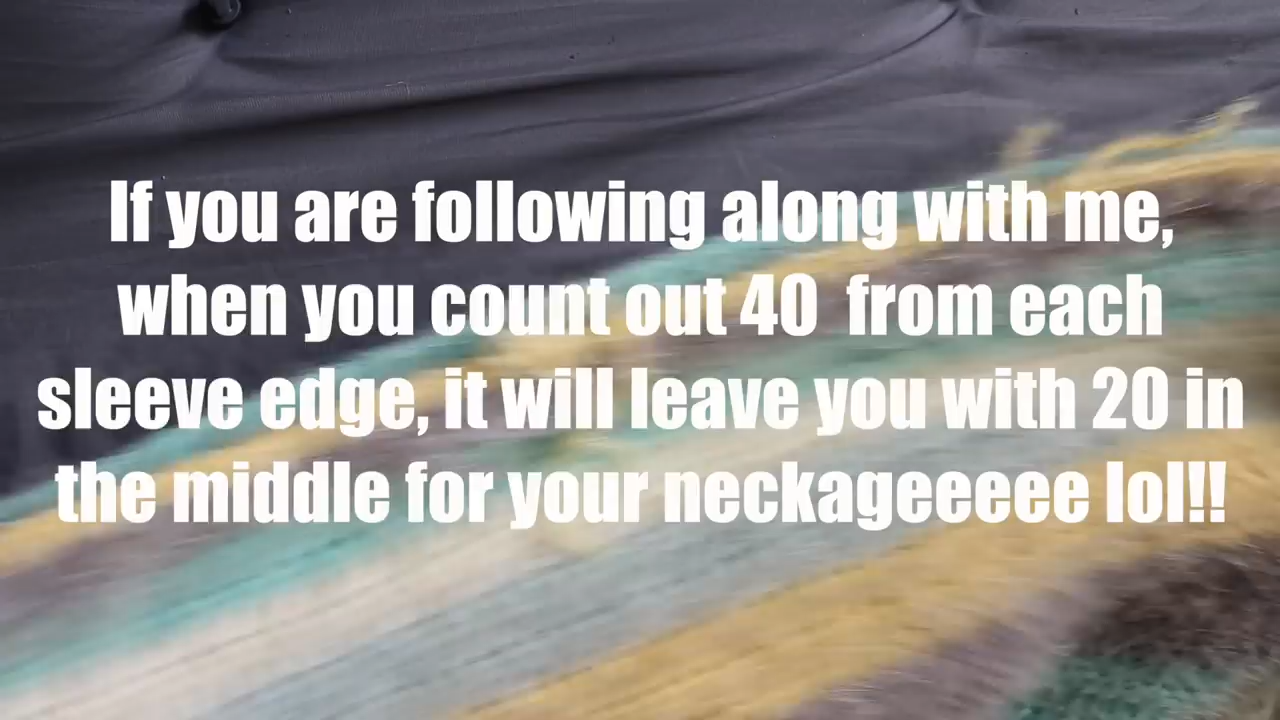 If you are following along with me,
when you count out 40  from each
sleeve edge, it will leave you with 20 in
the middle for your neckageeeee lol!!